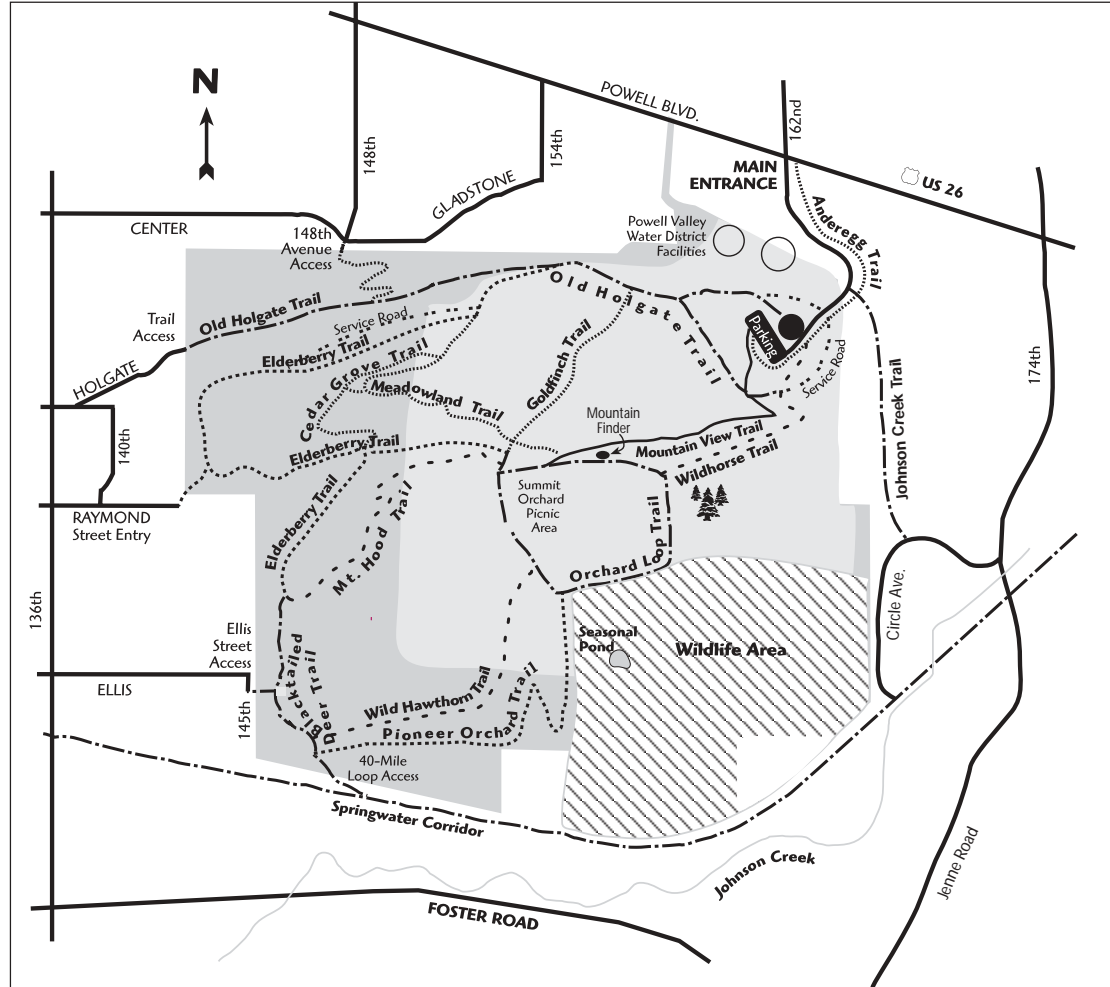 N
POWELL BLVD.
162nd
148th
154th
MAIN
ENTRANCE
US 26
GLADSTONE
CENTER
148th
Avenue
Access
Powell Valley
Water District
Facilities
Anderegg Trail
Old Holgate Trail
Old Holgate Trail
Trail
Access
Service Road
Parking
Elderberry Trail
Cedar Grove Trail
Goldfinch Trail
Service Road
HOLGATE
Meadowland Trail
Johnson Creek Trail
174th
Mountain
Finder
140th
Elderberry Trail
Mountain View Trail
Wildhorse Trail
Summit
Orchard
Picnic
Area
RAYMOND
Street Entry
Elderberry Trail
Mt. Hood Trail
Orchard Loop Trail
136th
Circle Ave.
Ellis
Street
Access
Seasonal
Pond
Wildlife Area
ELLIS
145th
Blacktailed
Deer Trail
Wild Hawthorn Trail
Pioneer Orchard Trail
40-Mile
Loop Access
Springwater Corridor
Johnson Creek
Jenne Road
FOSTER ROAD